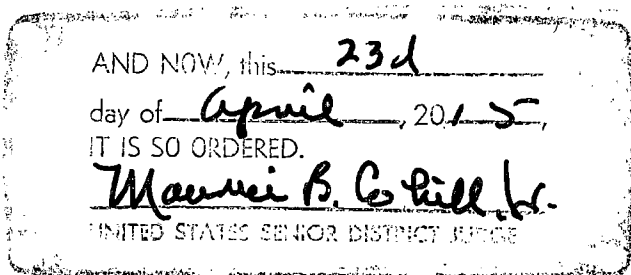 AND NOW, this 23d
day of April, 2015,
IT IS SO ORDERED.
Maurice B. Cohill, Jr.
UNITED STATES SENIOR DISTRICT JUDGE